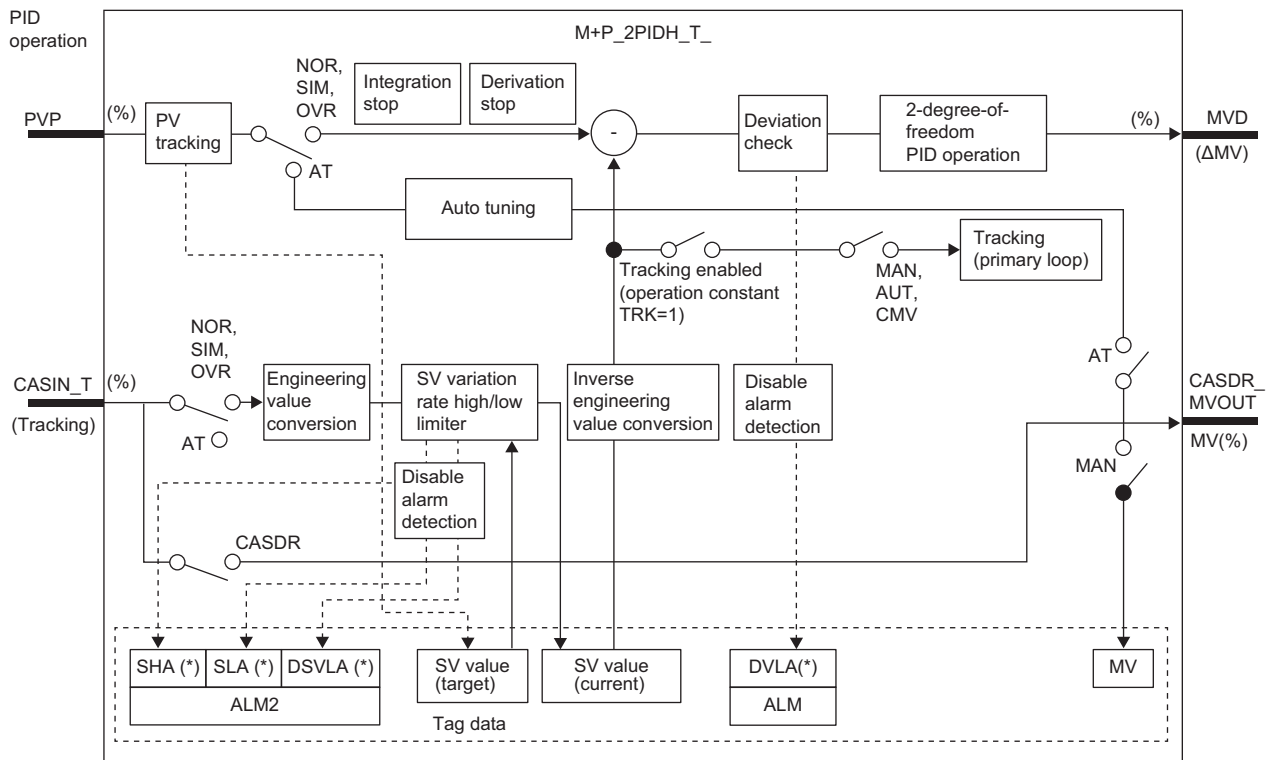 PID
operation
M+P_2PIDH_T_
PVP
(%)
PV
tracking
NOR,
SIM,
OVR
AT
Integration
stop
Derivation
stop
-
Deviation
check
2-degree-of-
freedom
PID operation
(%)
MVD
(ΔMV)
Auto tuning
Tracking enabled
(operation constant
TRK=1)
MAN,
AUT,
CMV
Tracking
(primary loop)
CASIN_T
(Tracking)
(%)
NOR,
SIM,
OVR
AT
Engineering
value
conversion
SV variation
rate high/low
limiter
Inverse
engineering
value conversion
Disable
alarm
detection
AT
CASDR_
MVOUT
MV(%)
Disable
alarm
detection
MAN
CASDR
SHA (*)
SLA (*)
DSVLA (*)
ALM2
SV value
(target)
SV value
(current)
DVLA(*)
ALM
MV
Tag data